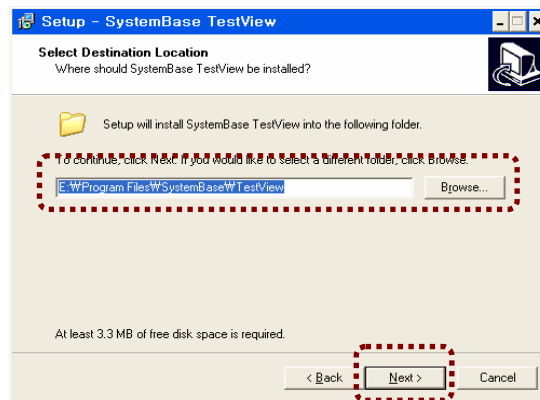 Setup - SystemBase TestView
Select Destination Location
Where should SystemBase TestView be installed?
Setup will install SystemBase TestView into the following folder.
To continue, click Next. If you would like to select a different folder, click Browse.
E:₩Program Files₩SystemBase₩TestView
Browse...
At least 3.3 MB of free disk space is required.
< Back
Next >
Cancel